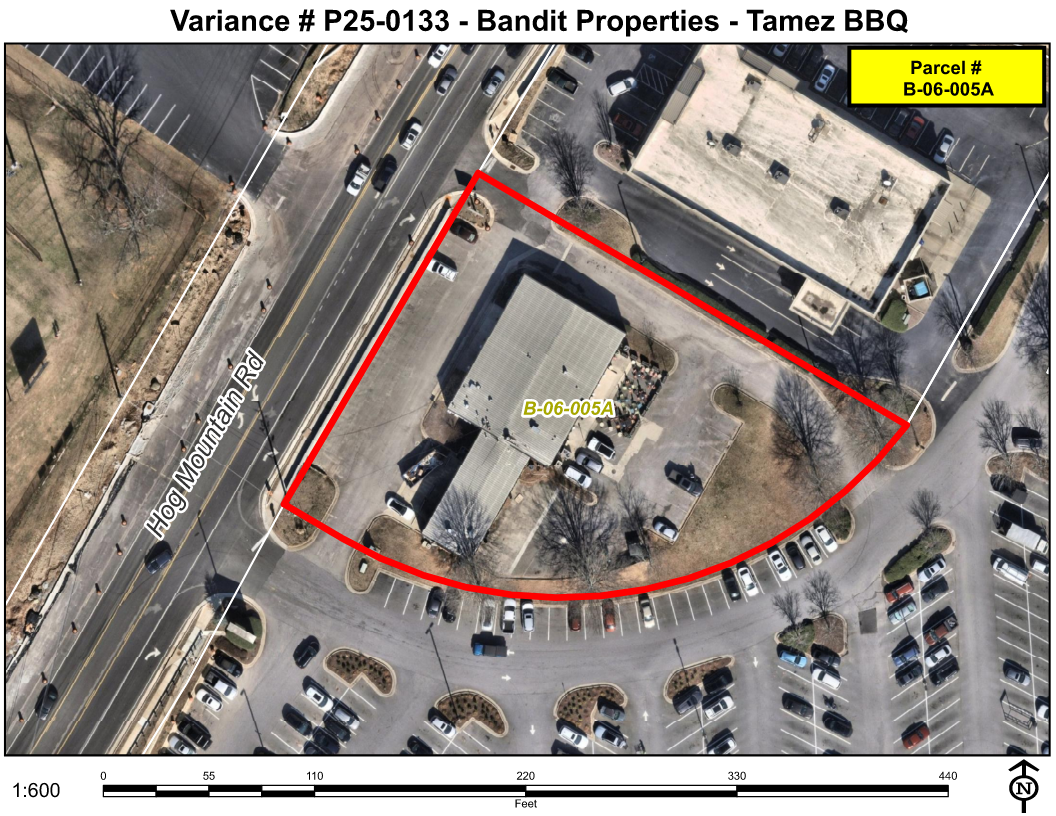 Variance # P25-0133 - Bandit Properties - Tamez BBQ
Parcel #
B-06-005A
B-06-005A
Hog Mountain Rd
1:600
0 55 110 220 330 440
Feet
N